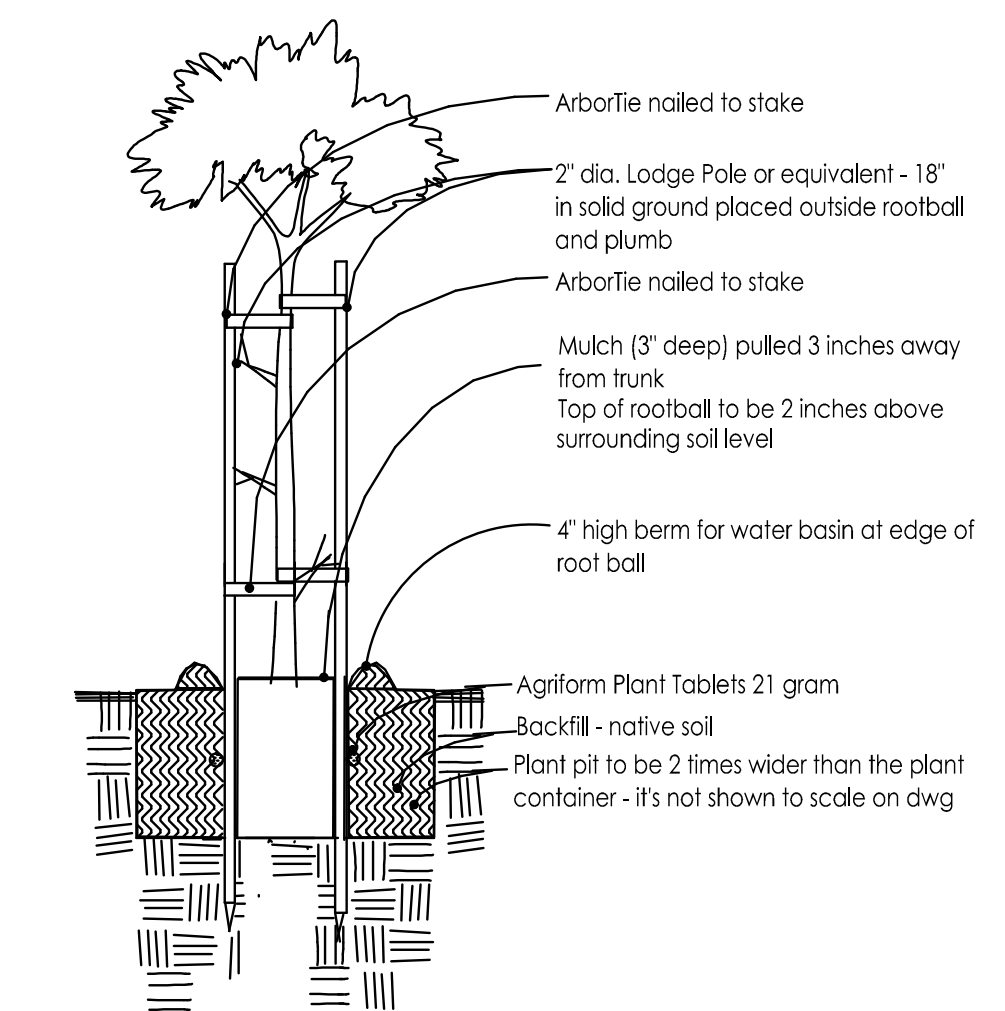 ArborTie nailed to stake
2" dia. Lodge Pole or equivalent - 18"
in solid ground placed outside rootball
and plumb
ArborTie nailed to stake
Mulch (3" deep) pulled 3 inches away
from trunk
Top of rootball to be 2 inches above
surrounding soil level
4" high berm for water basin at edge of
root ball
Agriform Plant Tablets 21 gram
Backfill - native soil
Plant pit to be 2 times wider than the plant
container - it's not shown to scale on dwg